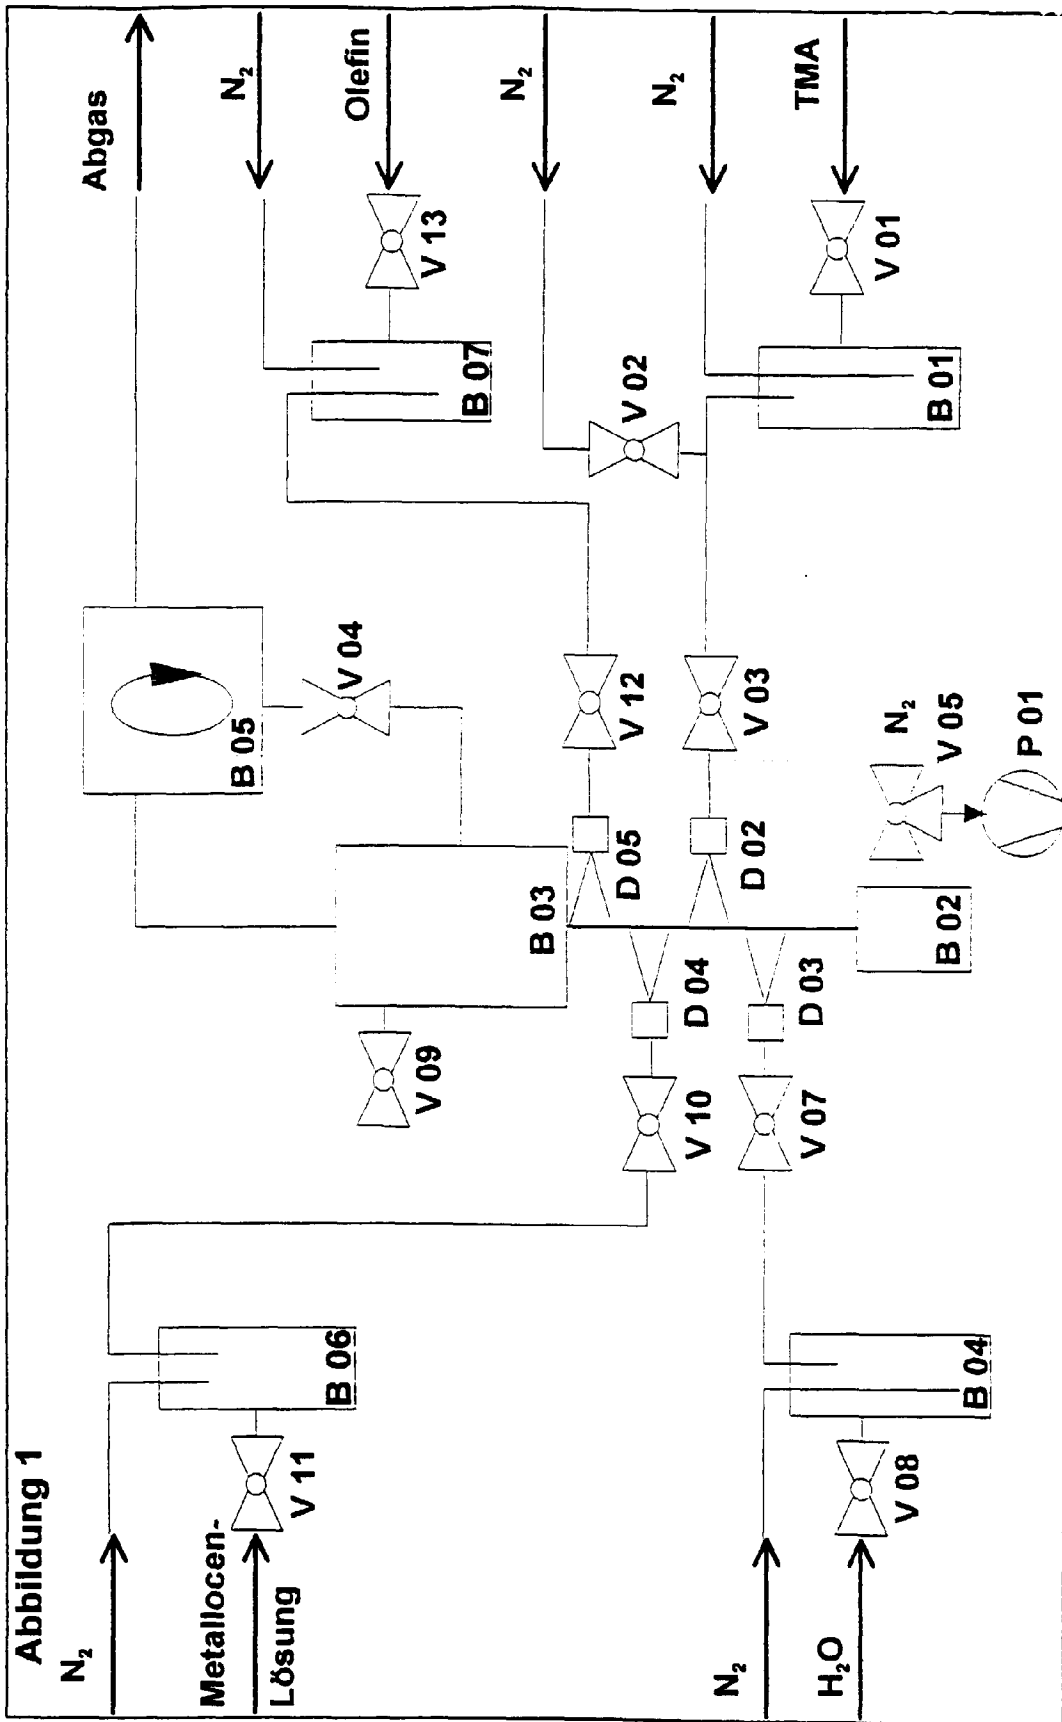 Abbildung 1
N₂
Metallocen-
Lösung
V 11
B 06
N₂
H₂O
V 08
B 04
V 09
V 10
V 07
D 04
D 03
B 03
B 02
B 05
V 04
D 05
D 02
V 12
V 03
N₂
V 05
P 01
V 02
B 07
B 01
V 13
V 01
Abgas
N₂
Olefin
N₂
N₂
TMA